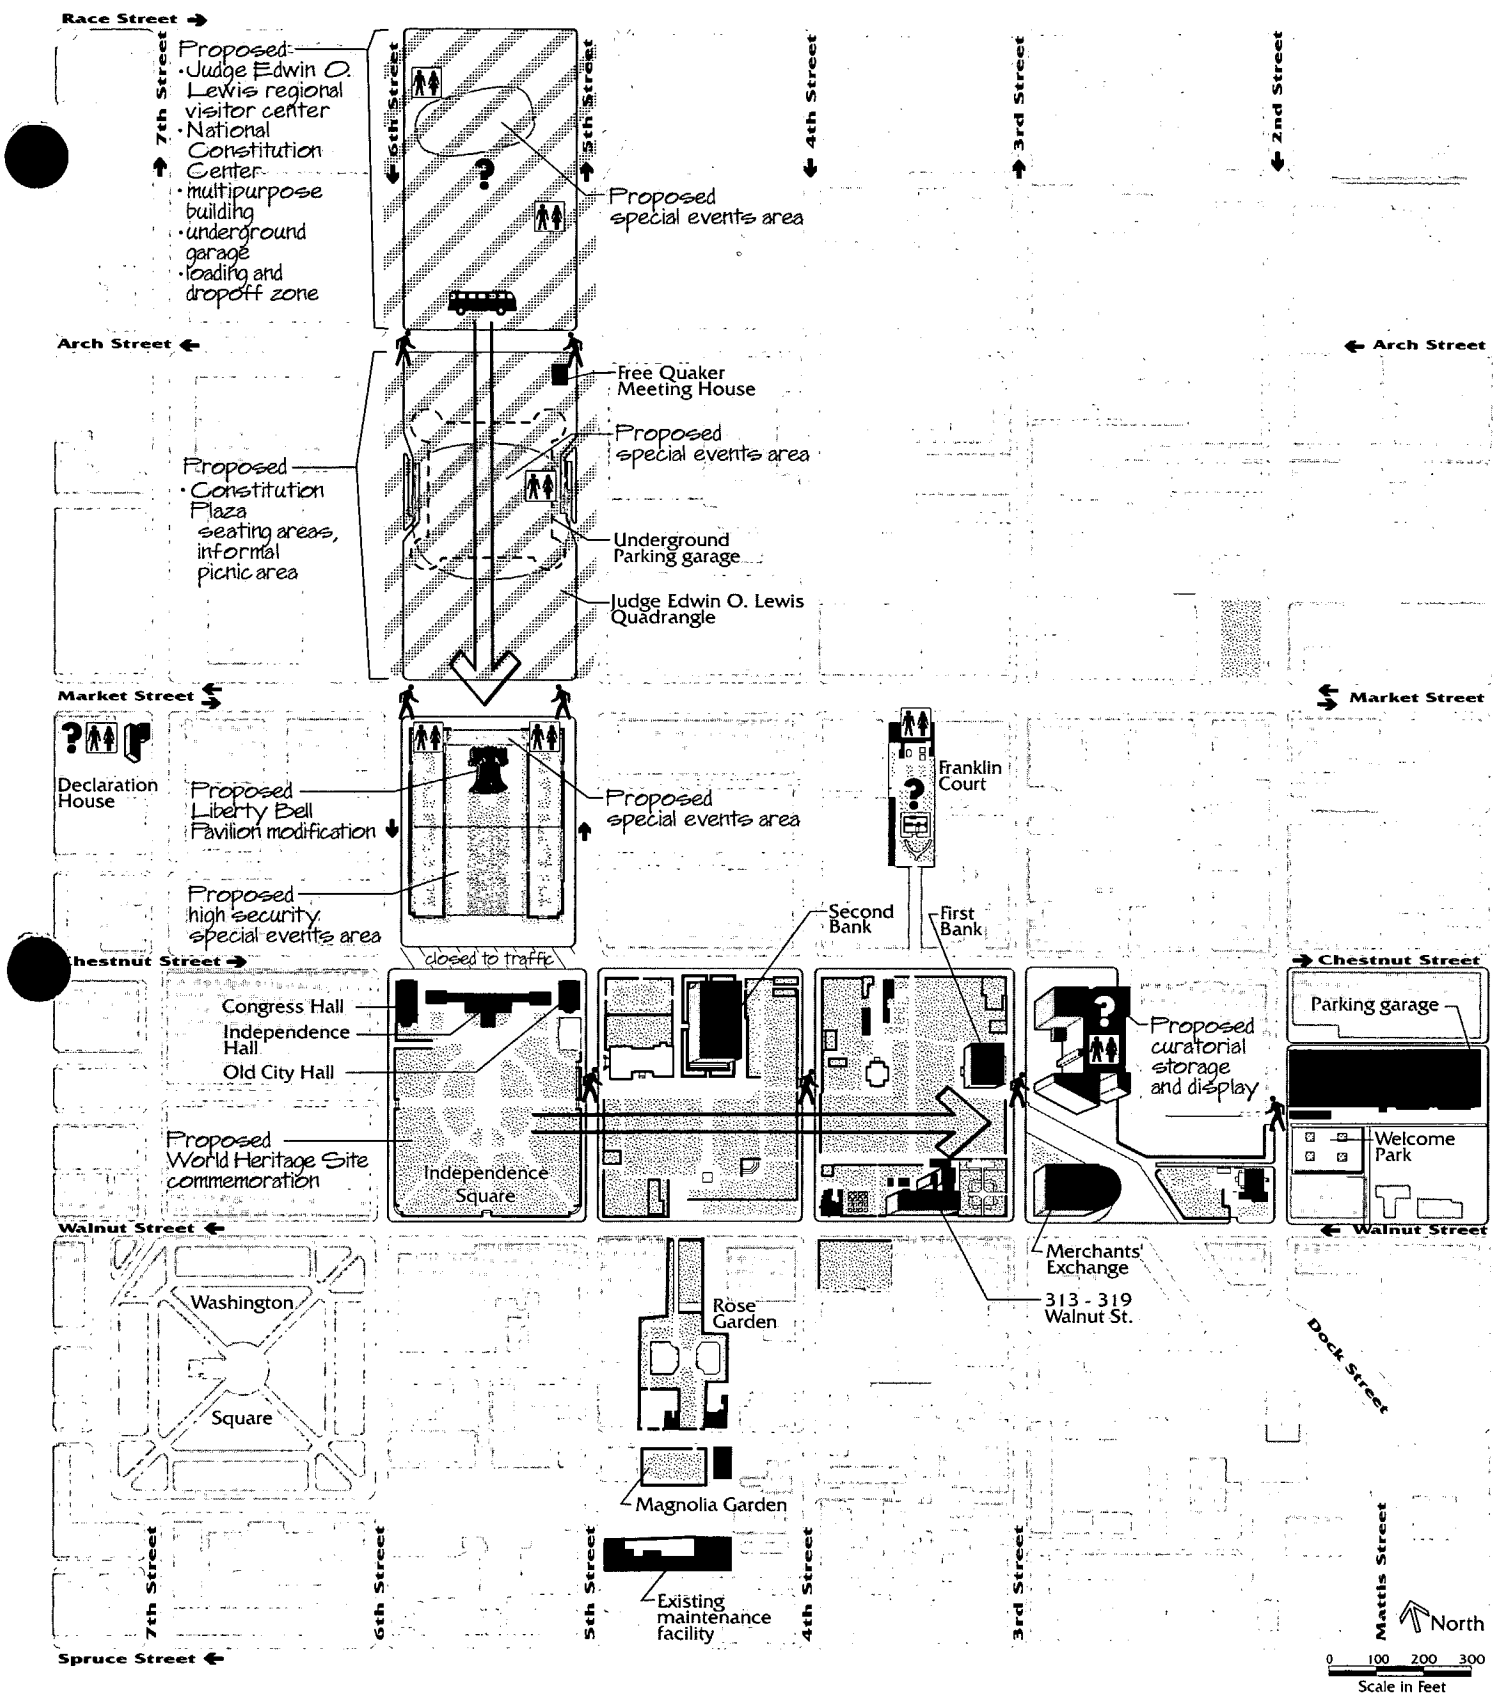 Race Street
7th Street
6th Street
5th Street
4th Street
3rd Street
2nd Street
Proposed
·Judge Edwin O.
Lewis regional
visitor center
·National
Constitution
Center
·multipurpose
building
·underground
garage
·loading and
dropoff zone
?
Proposed
special events area
Arch Street
Arch Street
Free Quaker
Meeting House
Proposed
special events area
Proposed
·Constitution
Plaza
seating areas,
informal
picnic area
Underground
Parking garage
Judge Edwin O. Lewis
Quadrangle
Market Street
Market Street
?
Declaration
House
Proposed
Liberty Bell
Pavilion modification
Proposed
special events area
Franklin
Court
?
Proposed
high security
special events area
Second
Bank
First
Bank
closed to traffic
hestnut Street
Chestnut Street
Congress Hall
Independence
Hall
Old City Hall
?
Proposed
curatorial
storage
and display
Parking garage
Proposed
World Heritage Site
commemoration
Independence
Square
Welcome
Park
Walnut Street
Walnut Street
Merchants'
Exchange
313 - 319
Walnut St.
Washington
Square
Rose
Garden
Dock Street
Magnolia Garden
Existing
maintenance
facility
7th Street
6th Street
5th Street
4th Street
3rd Street
Mattis Street
North
Spruce Street
0 100 200 300
Scale in Feet